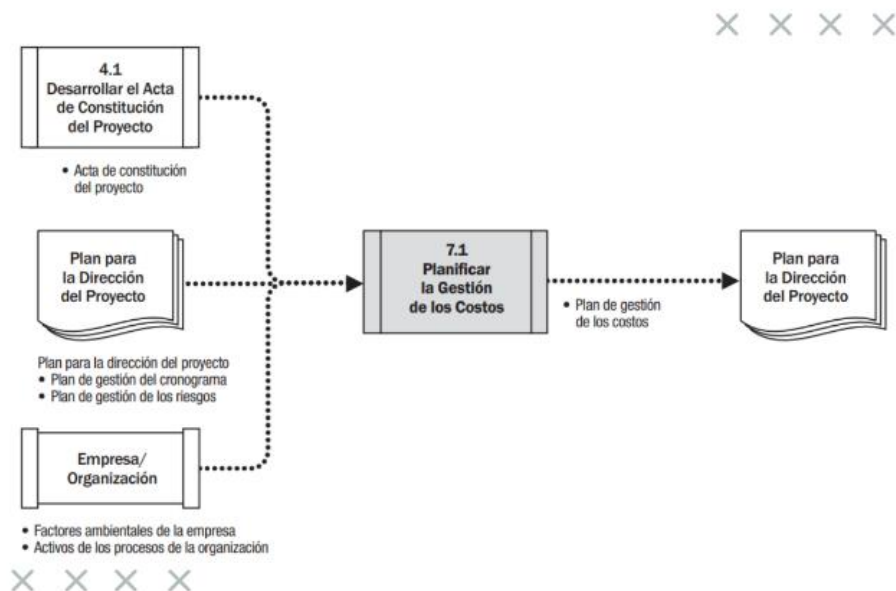 4.1
Desarrollar el Acta
de Constitución
del Proyecto
• Acta de constitución
del proyecto
Plan para
la Dirección
del Proyecto
Plan para la dirección del proyecto
• Plan de gestión del cronograma
• Plan de gestión de los riesgos
Empresa/
Organización
• Factores ambientales de la empresa
• Activos de los procesos de la organización
7.1
Planificar
la Gestión
de los Costos
• Plan de gestión
de los costos
Plan para
la Dirección
del Proyecto